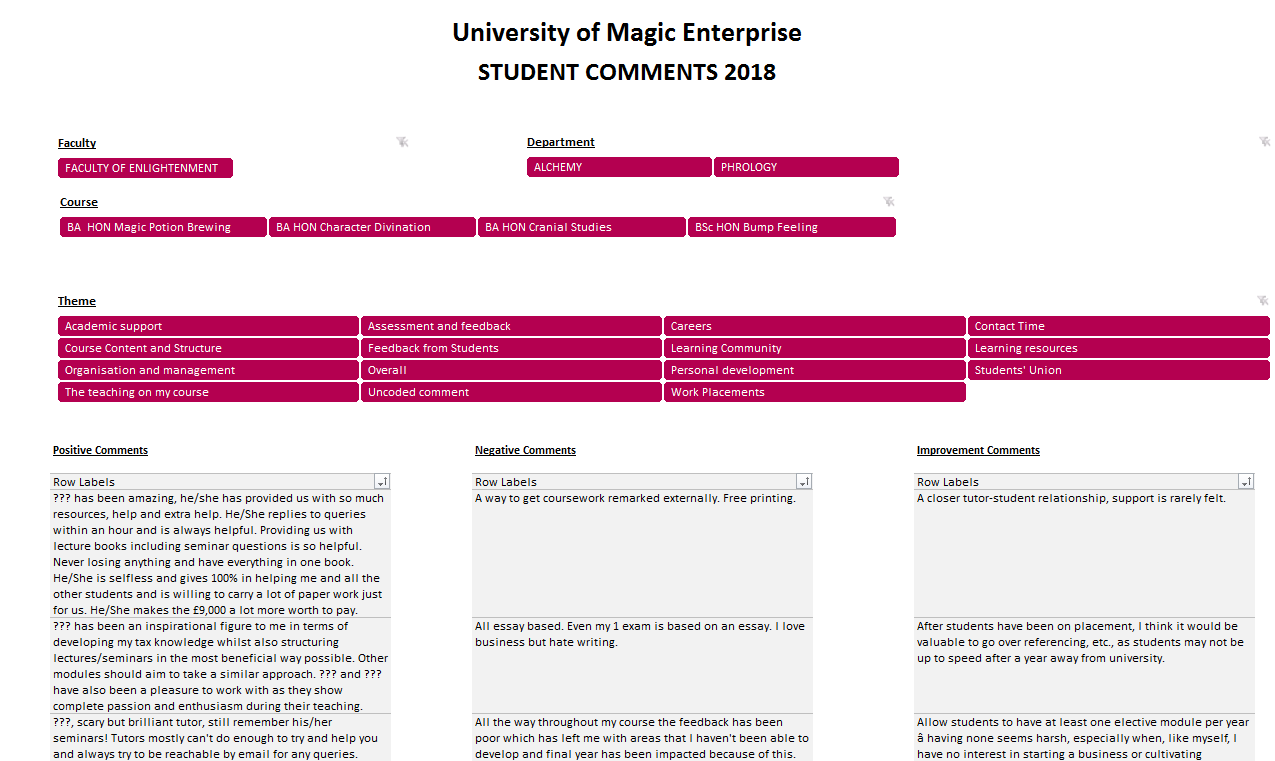 University of Magic Enterprise
STUDENT COMMENTS 2018
Faculty
FACULTY OF ENLIGHTENMENT
Department
ALCHEMY
PHROLOGY
Course
BA  HON Magic Potion Brewing
BA HON Character Divination
BA HON Cranial Studies
BSc HON Bump Feeling
Theme
Academic support
Assessment and feedback
Careers
Contact Time
Course Content and Structure
Feedback from Students
Learning Community
Learning resources
Organisation and management
Overall
Personal development
Students' Union
The teaching on my course
Uncoded comment
Work Placements
Positive Comments
Row Labels
??? has been amazing, he/she has provided us with so much
resources, help and extra help. He/She replies to queries
within an hour and is always helpful. Providing us with
lecture books including seminar questions is so helpful.
Never losing anything and have everything in one book.
He/She is selfless and gives 100% in helping me and all the
other students and is willing to carry a lot of paper work just
for us. He/She makes the £9,000 a lot more worth to pay.
??? has been an inspirational figure to me in terms of
developing my tax knowledge whilst also structuring
lectures/seminars in the most beneficial way possible. Other
modules should aim to take a similar approach. ??? and ???
have also been a pleasure to work with as they show
complete passion and enthusiasm during their teaching.
???, scary but brilliant tutor, still remember his/her
seminars! Tutors mostly can't do enough to try and help you
and always try to be reachable by email for any queries.
Negative Comments
Row Labels
A way to get coursework remarked externally. Free printing.
All essay based. Even my 1 exam is based on an essay. I love
business but hate writing.
All the way throughout my course the feedback has been
poor which has left me with areas that I haven't been able to
develop and final year has been impacted because of this.
Improvement Comments
Row Labels
A closer tutor-student relationship, support is rarely felt.
After students have been on placement, I think it would be
valuable to go over referencing, etc., as students may not be
up to speed after a year away from university.
Allow students to have at least one elective module per year
â having none seems harsh, especially when, like myself, I
have no interest in starting a business or cultivating